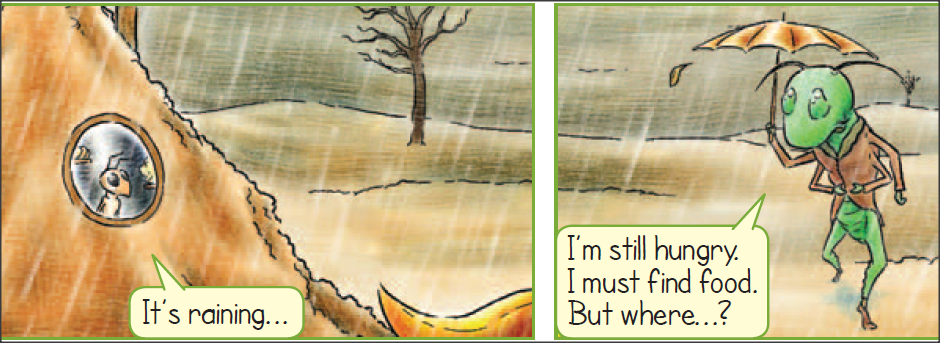 It's raining...
I'm still hungry.
I must find food.
But where...?